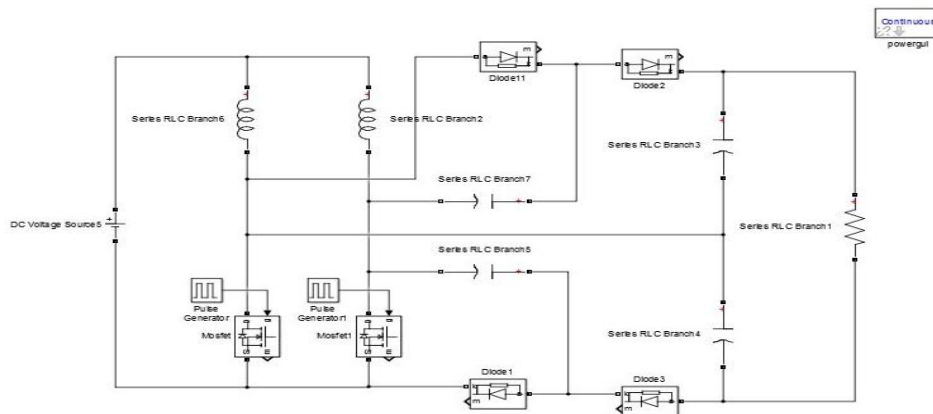 Continuous
powergui
m
Diode11
m
Diode2
Series RLC Branch6
Series RLC Branch2
Series RLC Branch3
Series RLC Branch7
DC Voltage Source5
Series RLC Branch1
Series RLC Branch5
Pulse
Generator
Pulse
Generator1
Mosfet
Mosfet1
Series RLC Branch4
Diode1
Diode3
m
m